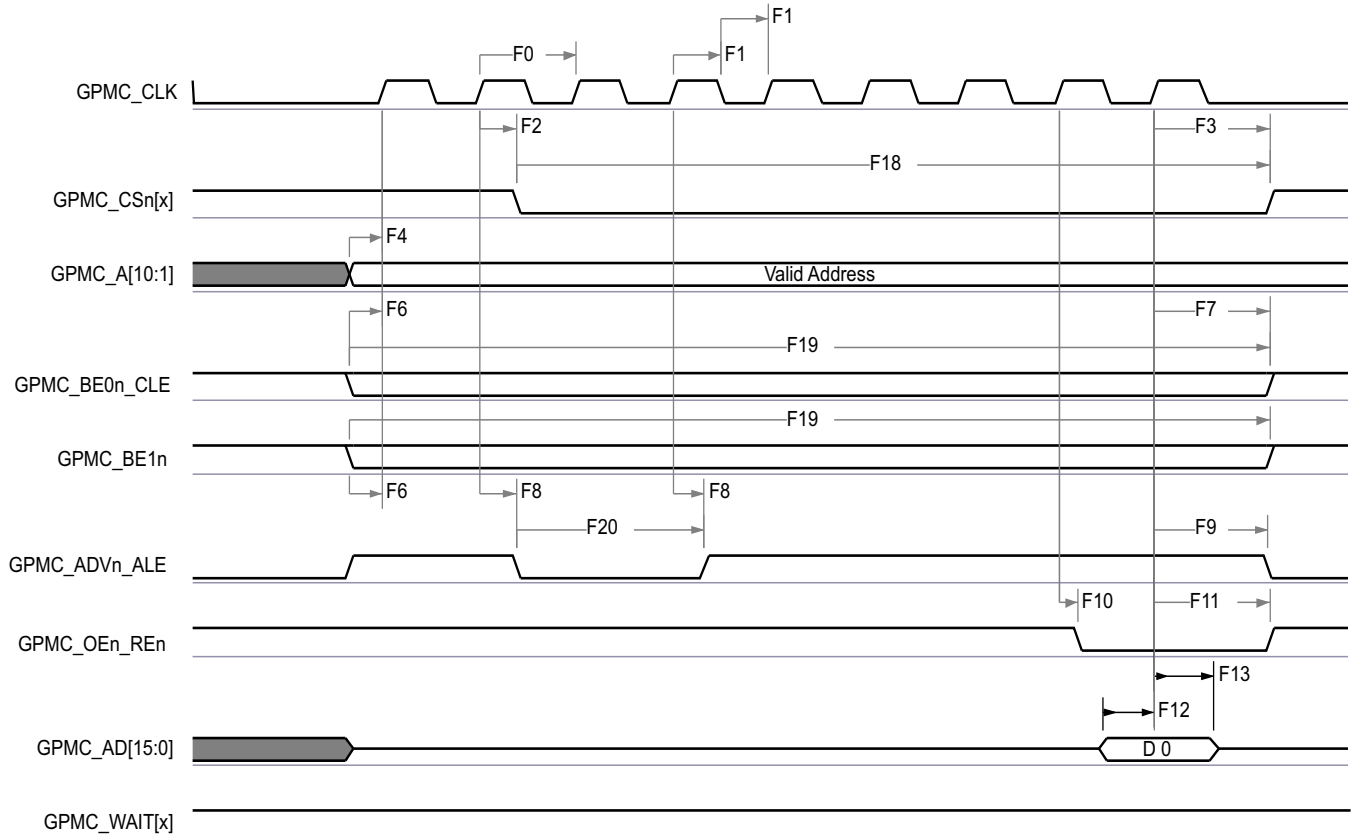 F1
F0
F1
GPMC_CLK
F2
F3
F18
GPMC_CSn[x]
F4
GPMC_A[10:1]
Valid Address
F6
F7
F19
GPMC_BE0n_CLE
F19
GPMC_BE1n
F6
F8
F8
F20
F9
GPMC_ADVn_ALE
F10
F11
GPMC_OEn_REn
F13
F12
GPMC_AD[15:0]
D 0
GPMC_WAIT[x]